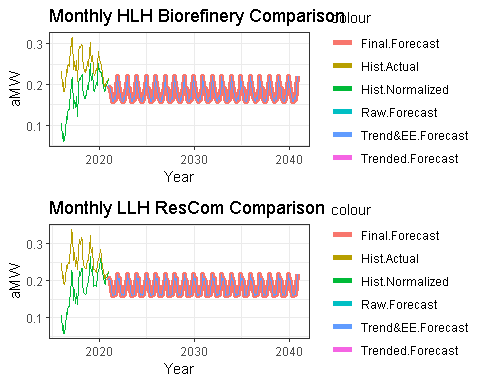 Monthly HLH Biorefinery Comparison
colour
0.3
0.2
0.1
aMW
2020
2030
2040
Year
Final.Forecast
Hist.Actual
Hist.Normalized
Raw.Forecast
Trend&EE.Forecast
Trended.Forecast
Monthly LLH ResCom Comparison
colour
0.3
0.2
0.1
aMW
2020
2030
2040
Year
Final.Forecast
Hist.Actual
Hist.Normalized
Raw.Forecast
Trend&EE.Forecast
Trended.Forecast